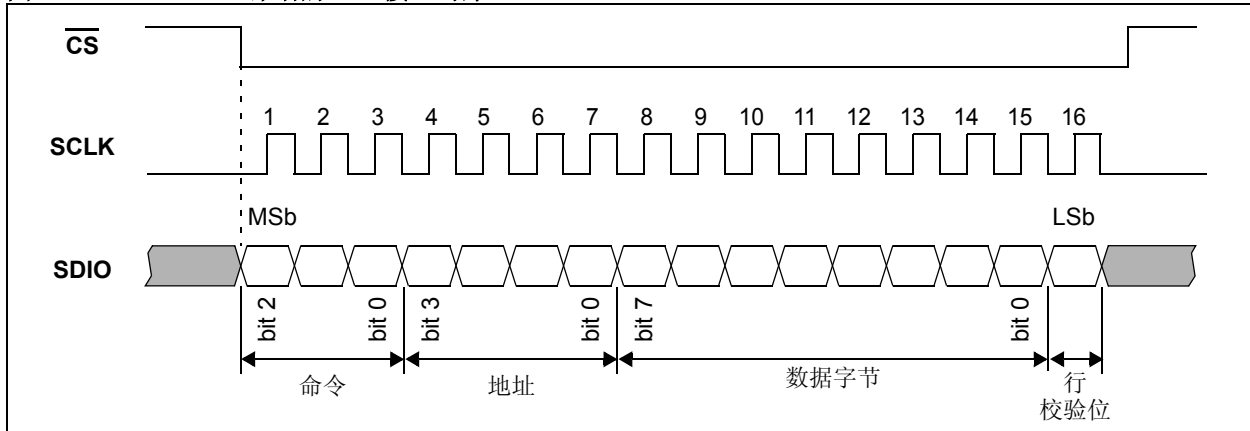 CS
1 2 3 4 5 6 7 8 9 10 11 12 13 14 15 16
SCLK
MSb LSb
SDIO
bit 2 bit 0 bit 3 bit 0 bit 7 bit 0
命令 地址 数据字节 行
校验位